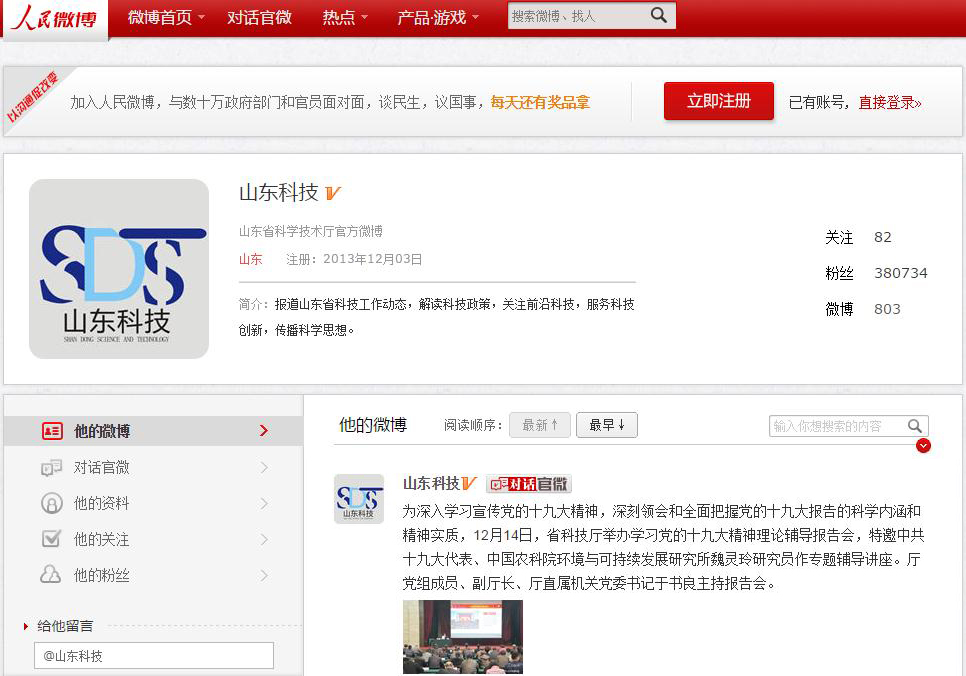 人民微博
微博首页
对话官微
热点
产品·游戏
搜索微博、找人
以沟通促改变
加入人民微博，与数十万政府部门和官员面对面，谈民生，议国事，每天还有奖品拿
立即注册
已有账号，直接登录»
SDST
山东科技
SHAN DONG SCIENCE AND TECHNOLOGY
山东科技 V
山东省科学技术厅官方微博
山东 注册：2013年12月03日
简介：报道山东省科技工作动态，解读科技政策，关注前沿科技，服务科技
创新，传播科学思想。
关注 82
粉丝 380734
微博 803
他的微博
对话官微
他的资料
他的关注
他的粉丝
给他留言
@山东科技
他的微博
阅读顺序：
最新↑
最早↓
输入你想搜索的内容
SDST
山东科技
山东科技V 对话官微
为深入学习宣传党的十九大精神，深刻领会和全面把握党的十九大报告的科学内涵和
精神实质，12月14日，省科技厅举办学习党的十九大精神理论辅导报告会，特邀中共
十九大代表、中国农科院环境与可持续发展研究所魏灵玲研究员作专题辅导讲座。厅
党组成员、副厅长、厅直属机关党委书记于书良主持报告会。